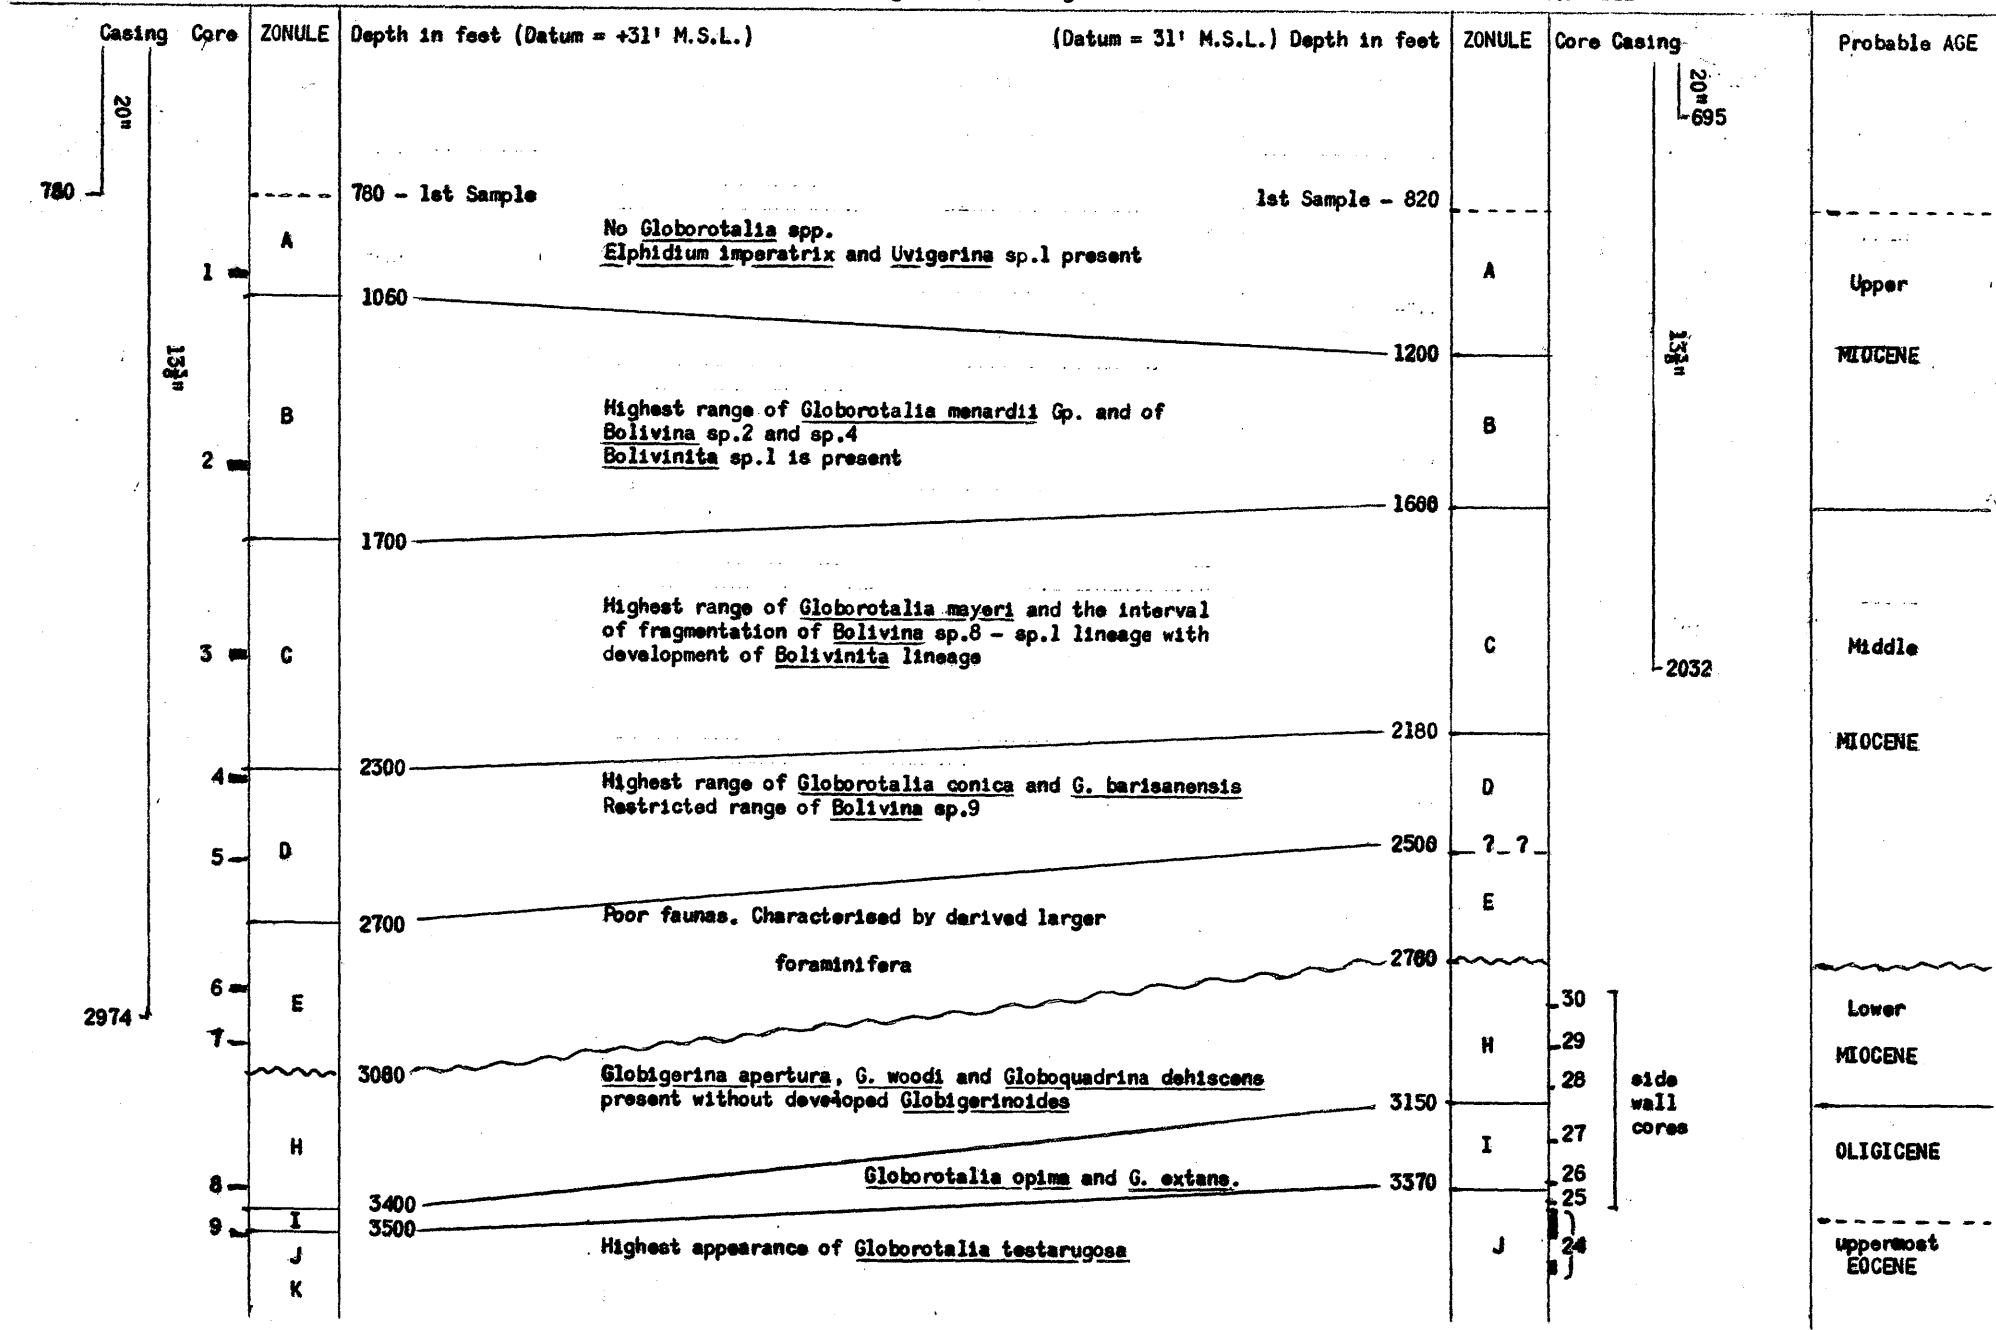 Casing Core ZONULE Depth in feet (Datum = +31' M.S.L.) (Datum = 31' M.S.L.) Depth in feet ZONULE Core Casing Probable AGE
20" 20"
695
780 780 - 1st Sample 1st Sample - 820
No Globorotalia spp.
A Elphidium imperatrix and Uvigerina sp.1 present
1 A Upper
1060
1200 MIOCENE
13⅜" 13⅜"
B Highest range of Globorotalia menardii Gp. and of
Bolivina sp.2 and sp.4 B
2 Bolivinita sp.1 is present
1700
Highest range of Globorotalia mayeri and the interval
of fragmentation of Bolivina sp.8 - sp.1 lineage with
3 C development of Bolivinita lineage C Middle
2032
2180
MIOCENE
2300
4 Highest range of Globorotalia conica and G. barisanensis D
Restricted range of Bolivina sp.9
5 D ? ?
2700 Poor faunas. Characterised by derived larger E
foraminifera
6 E 30 Lower
2974
7 H 29 MIOCENE
Globigerina apertura, G. woodi and Globoquadrina dehiscens 28 side
present without developed Globigerinoides 3150 wall
27 cores
H I OLIGICENE
8 Globorotalia opima and G. extans. 3370 26
3400 25
9 I 3500
J Highest appearance of Globorotalia testarugosa J 24 uppermost
EOCENE
K